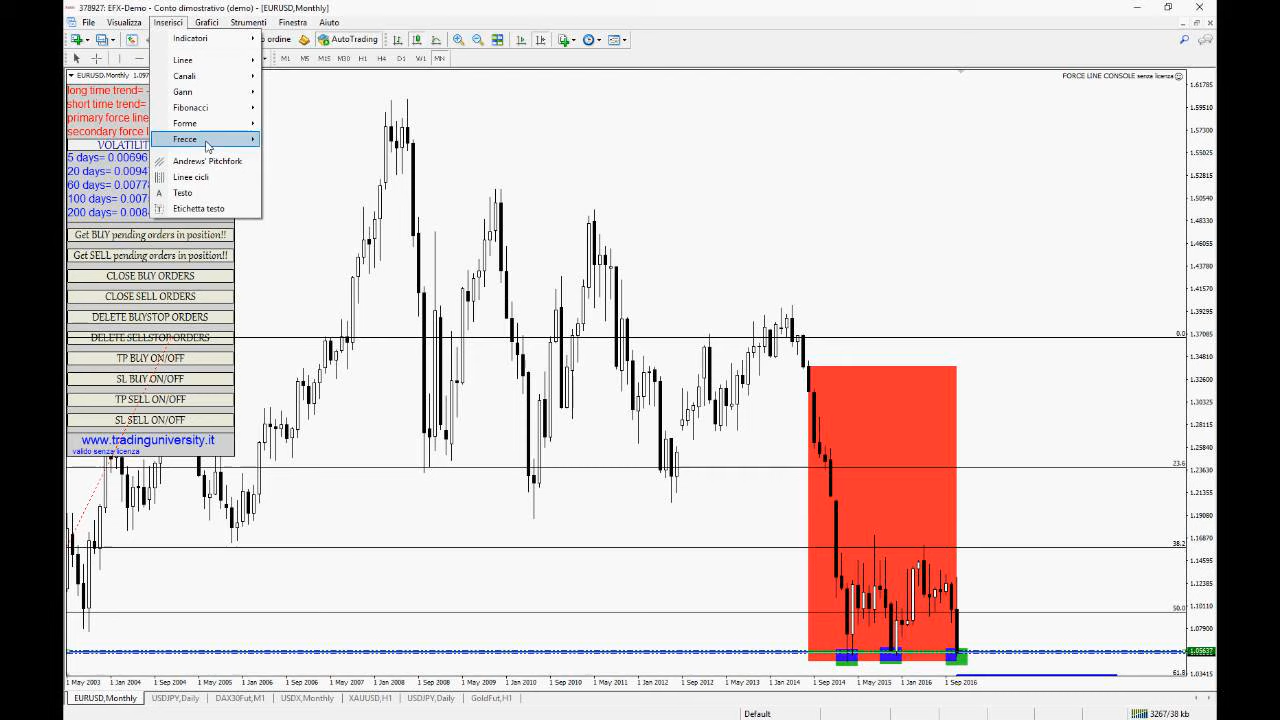 378927: EFX-Demo - Conto dimostrativo (demo) - [EURUSD,Monthly]
File Visualizza Inserisci Grafici Strumenti Finestra Aiuto
ordine AutoTrading
M1 M5 M15 M30 H1 H4 D1 W1 MN
Indicatori
Linee
Canali
Gann
Fibonacci
Forme
Frecce
Andrews' Pitchfork
Linee cicli
Testo
Etichetta testo
EURUSD,Monthly 1.097
FORCE LINE CONSOLE senza licenza
long time trend=
short time trend=
primary force line
secondary force l
VOLATILIT
5 days= 0.00696
20 days= 0.0094
60 days= 0.0077
100 days= 0.007
200 days= 0.008
Get BUY pending orders in position!!
Get SELL pending orders in position!!
CLOSE BUY ORDERS
CLOSE SELL ORDERS
DELETE BUYSTOP ORDERS
DELETE SELLSTOP ORDERS
TP BUY ON/OFF
SL BUY ON/OFF
TP SELL ON/OFF
SL SELL ON/OFF
www.tradinguniversity.it
valido senza licenza
0.0
23.6
38.2
50.0
61.8
1.61785
1.59510
1.57300
1.55025
1.52815
1.50540
1.48330
1.46055
1.43845
1.41570
1.39295
1.37085
1.34810
1.32600
1.30325
1.28115
1.25840
1.23630
1.21355
1.19080
1.16870
1.14595
1.12385
1.10110
1.07900
1.05637
1.03415
1 May 2003 1 Jan 2004 1 Sep 2004 1 May 2005 1 Jan 2006 1 Sep 2006 1 May 2007 1 Jan 2008 1 Sep 2008 1 May 2009 1 Jan 2010 1 Sep 2010 1 May 2011 1 Jan 2012 1 Sep 2012 1 May 2013 1 Jan 2014 1 Sep 2014 1 May 2015 1 Jan 2016 1 Sep 2016
EURUSD,Monthly USDJPY,Daily DAX30Fut,M1 USDX,Monthly XAUUSD,H1 USDJPY,Daily GoldFut,H1
Default 3267/38 kb